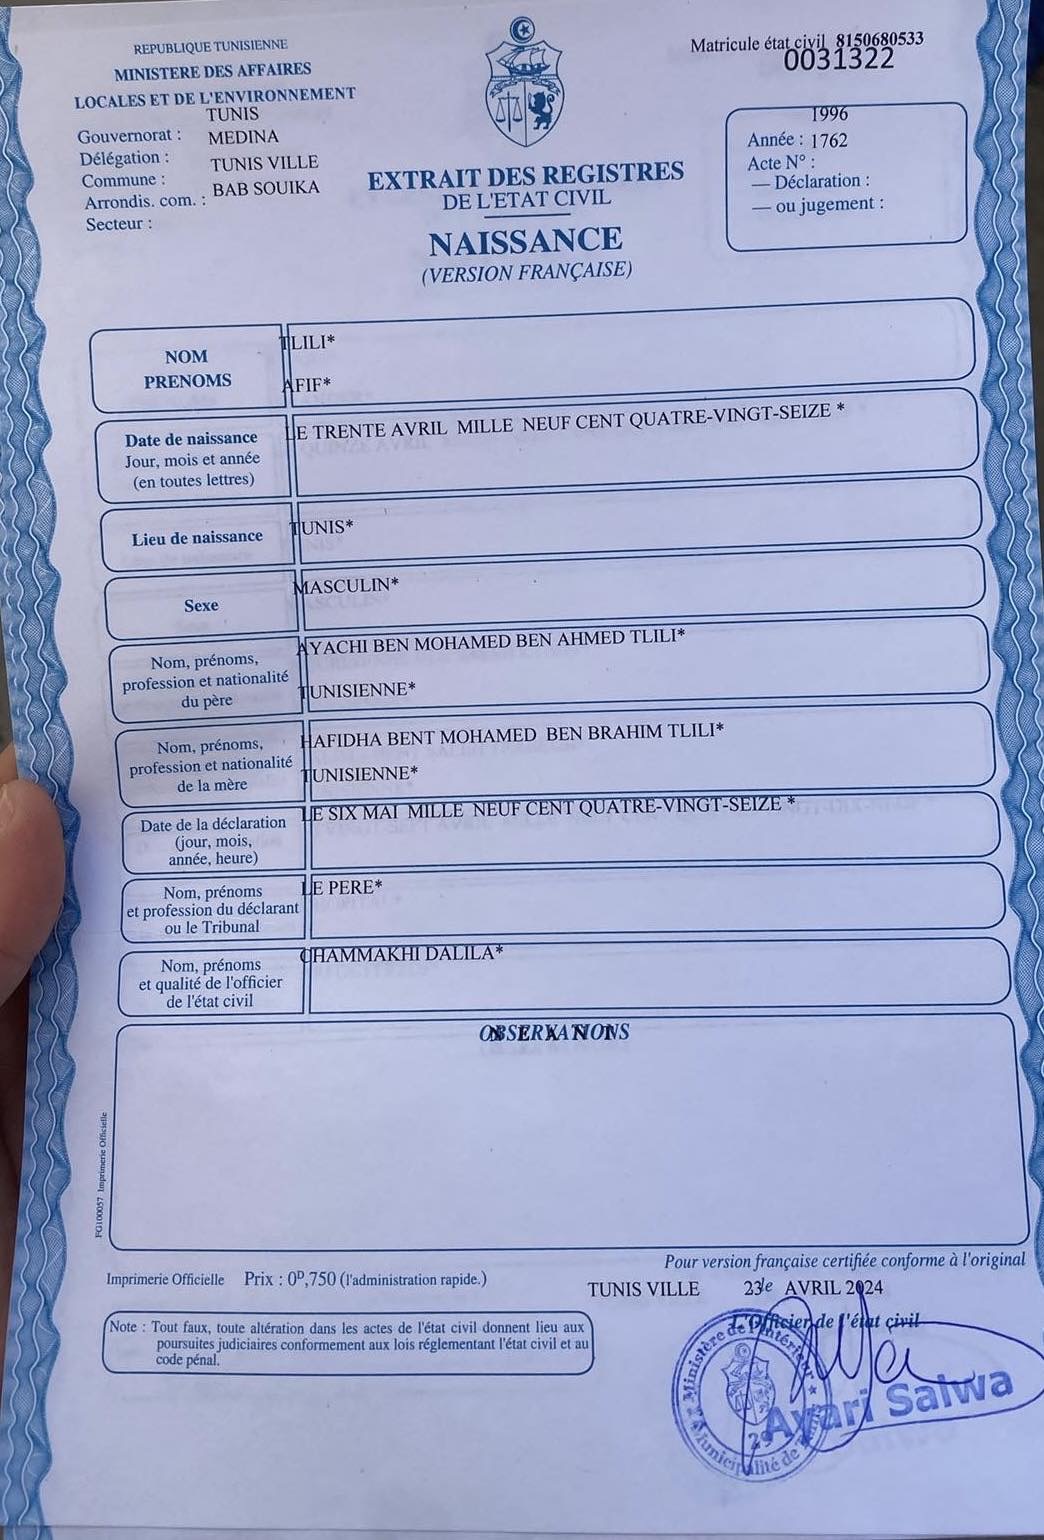 REPUBLIQUE TUNISIENNE
MINISTERE DES AFFAIRES
LOCALES ET DE L'ENVIRONNEMENT
Gouvernorat : TUNIS
Délégation : MEDINA
Commune : TUNIS VILLE
Arrondis. com. : BAB SOUIKA
Secteur :
Matricule état civil 8150680533
0031322
1996
Année : 1762
Acte N° :
— Déclaration :
— ou jugement :
EXTRAIT DES REGISTRES
DE L'ETAT CIVIL
NAISSANCE
(VERSION FRANÇAISE)
NOM
PRENOMS
TLILI*
AFIF*
Date de naissance
Jour, mois et année
(en toutes lettres)
LE TRENTE AVRIL MILLE NEUF CENT QUATRE-VINGT-SEIZE *
Lieu de naissance
TUNIS*
Sexe
MASCULIN*
Nom, prénoms,
profession et nationalité
du père
AYACHI BEN MOHAMED BEN AHMED TLILI*
TUNISIENNE*
Nom, prénoms,
profession et nationalité
de la mère
HAFIDHA BENT MOHAMED BEN BRAHIM TLILI*
TUNISIENNE*
Date de la déclaration
(jour, mois,
année, heure)
LE SIX MAI MILLE NEUF CENT QUATRE-VINGT-SEIZE *
Nom, prénoms
et profession du déclarant
ou le Tribunal
LE PERE*
Nom, prénoms
et qualité de l'officier
de l'état civil
CHAMMAKHI DALILA*
OBSERVATIONS
N E A N T
FG100057 Imprimerie Officielle
Pour version française certifiée conforme à l'original
Imprimerie Officielle Prix : 0ᴰ,750 (l'administration rapide.)
TUNIS VILLE 23 le AVRIL 2024
L'Officier de l'état çivil
Note : Tout faux, toute altération dans les actes de l'état civil donnent lieu aux
poursuites judiciaires conformement aux lois réglementant l'état civil et au
code pénal.
Ministère de l'intérieur
Municipalité de
29
Ayari Salwa